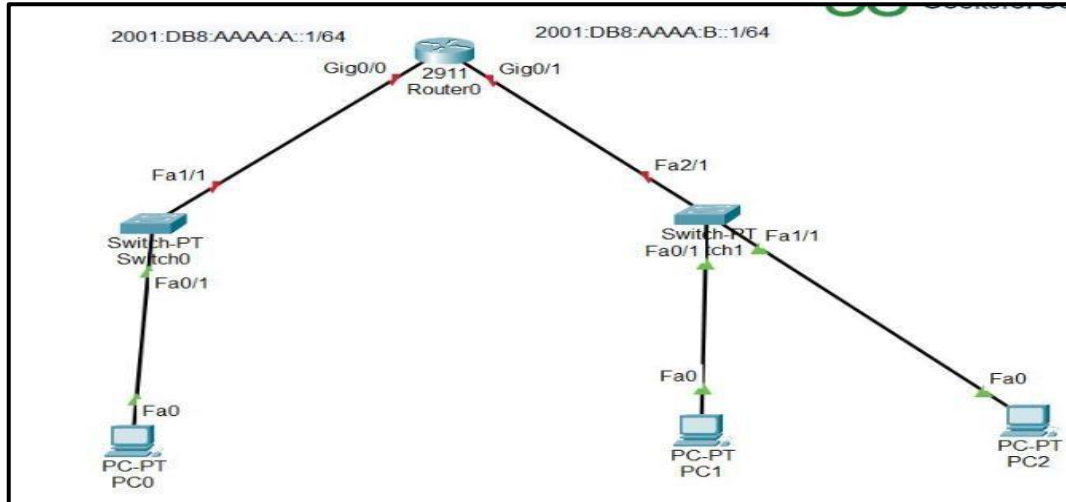 2001:DB8:AAAA:A::1/64
2001:DB8:AAAA:B::1/64
Gig0/0
2911
Gig0/1
Router0
Fa1/1
Fa2/1
Switch-PT
Switch0
Switch-PT
Fa1/1
Fa0/1
Fa0/1
Fa0
Fa0
Fa0
PC-PT
PC0
PC-PT
PC1
PC-PT
PC2